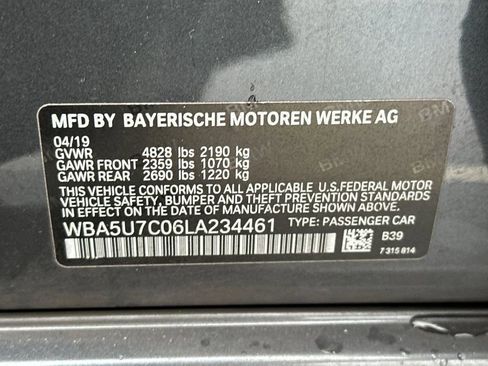 MFD BY BAYERISCHE MOTOREN WERKE AG
04/19
GVWR 4828 lbs 2190 kg
GAWR FRONT 2359 lbs 1070 kg
GAWR REAR 2690 lbs 1220 kg
THIS VEHICLE CONFORMS TO ALL APPLICABLE U.S.FEDERAL MOTOR
VEHICLE SAFETY, BUMPER AND THEFT PREVENTION STANDARDS
IN EFFECT ON THE DATE OF MANUFACTURE SHOWN ABOVE.
WBA5U7C06LA234461 TYPE: PASSENGER CAR
B39
7 315 814